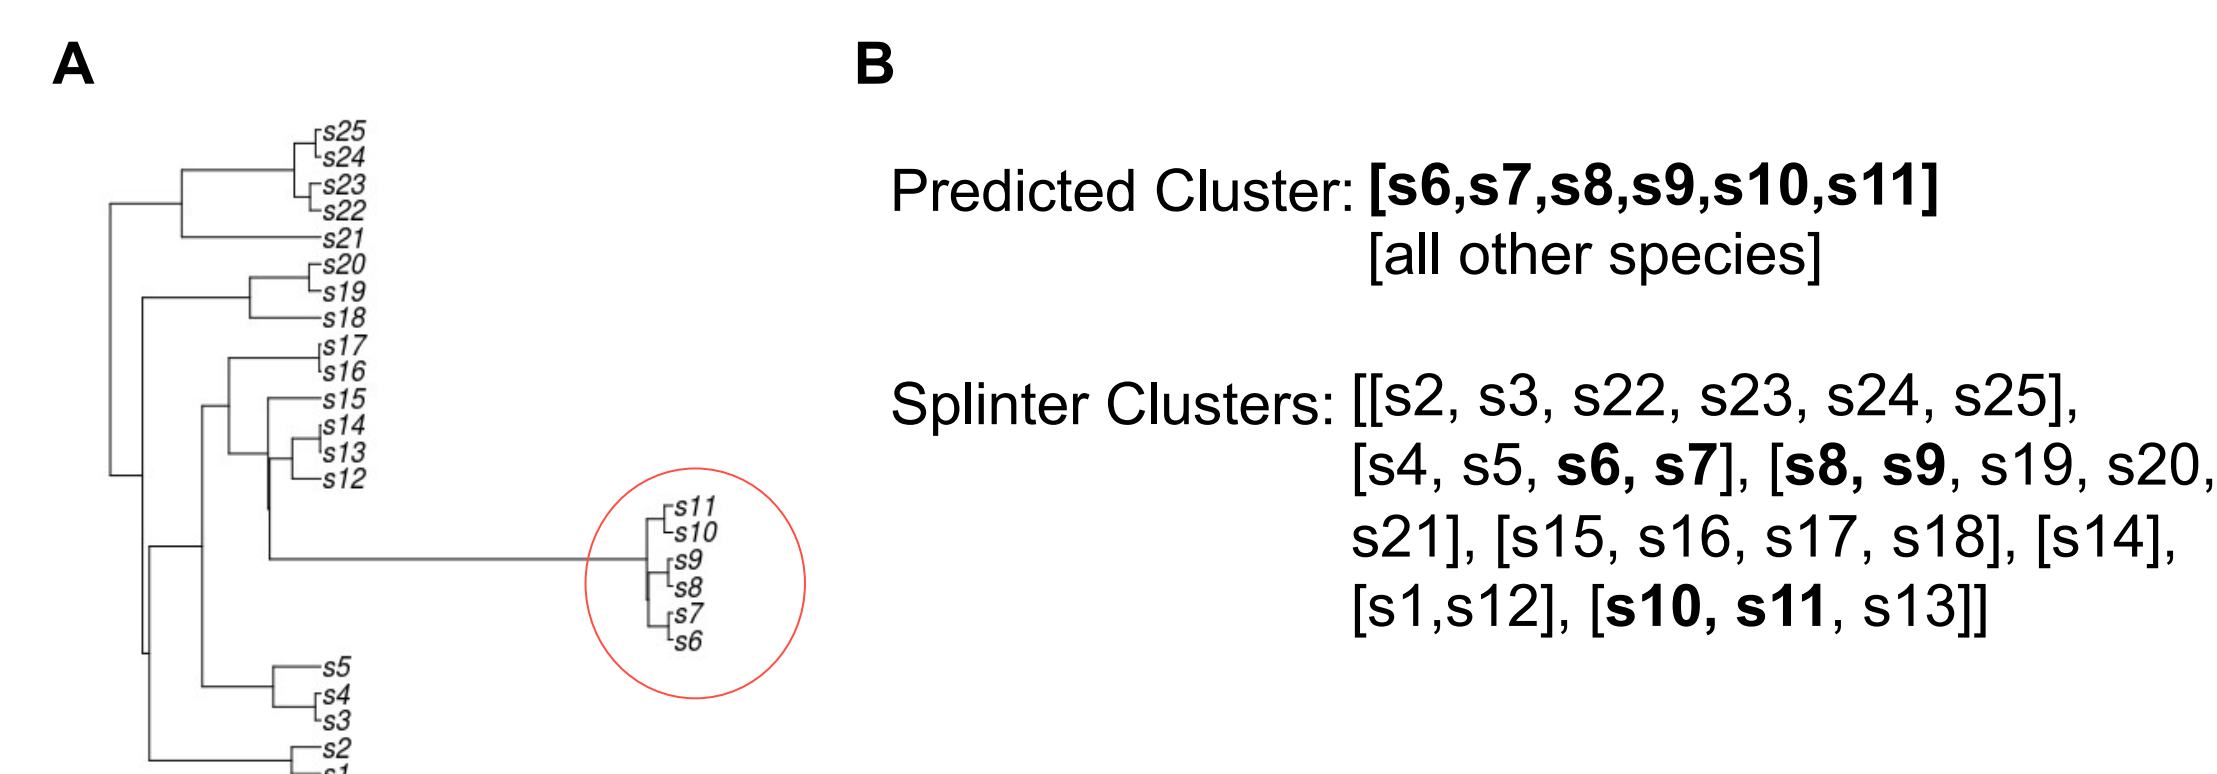 A
B
s25
s24
s23
s22
s21
s20
s19
s18
s17
s16
s15
s14
s13
s12
s11
s10
s9
s8
s7
s6
s5
s4
s3
s2
s1
Predicted Cluster: [s6,s7,s8,s9,s10,s11]
[all other species]
Splinter Clusters: [[s2, s3, s22, s23, s24, s25],
[s4, s5, s6, s7], [s8, s9, s19, s20,
s21], [s15, s16, s17, s18], [s14],
[s1,s12], [s10, s11, s13]]